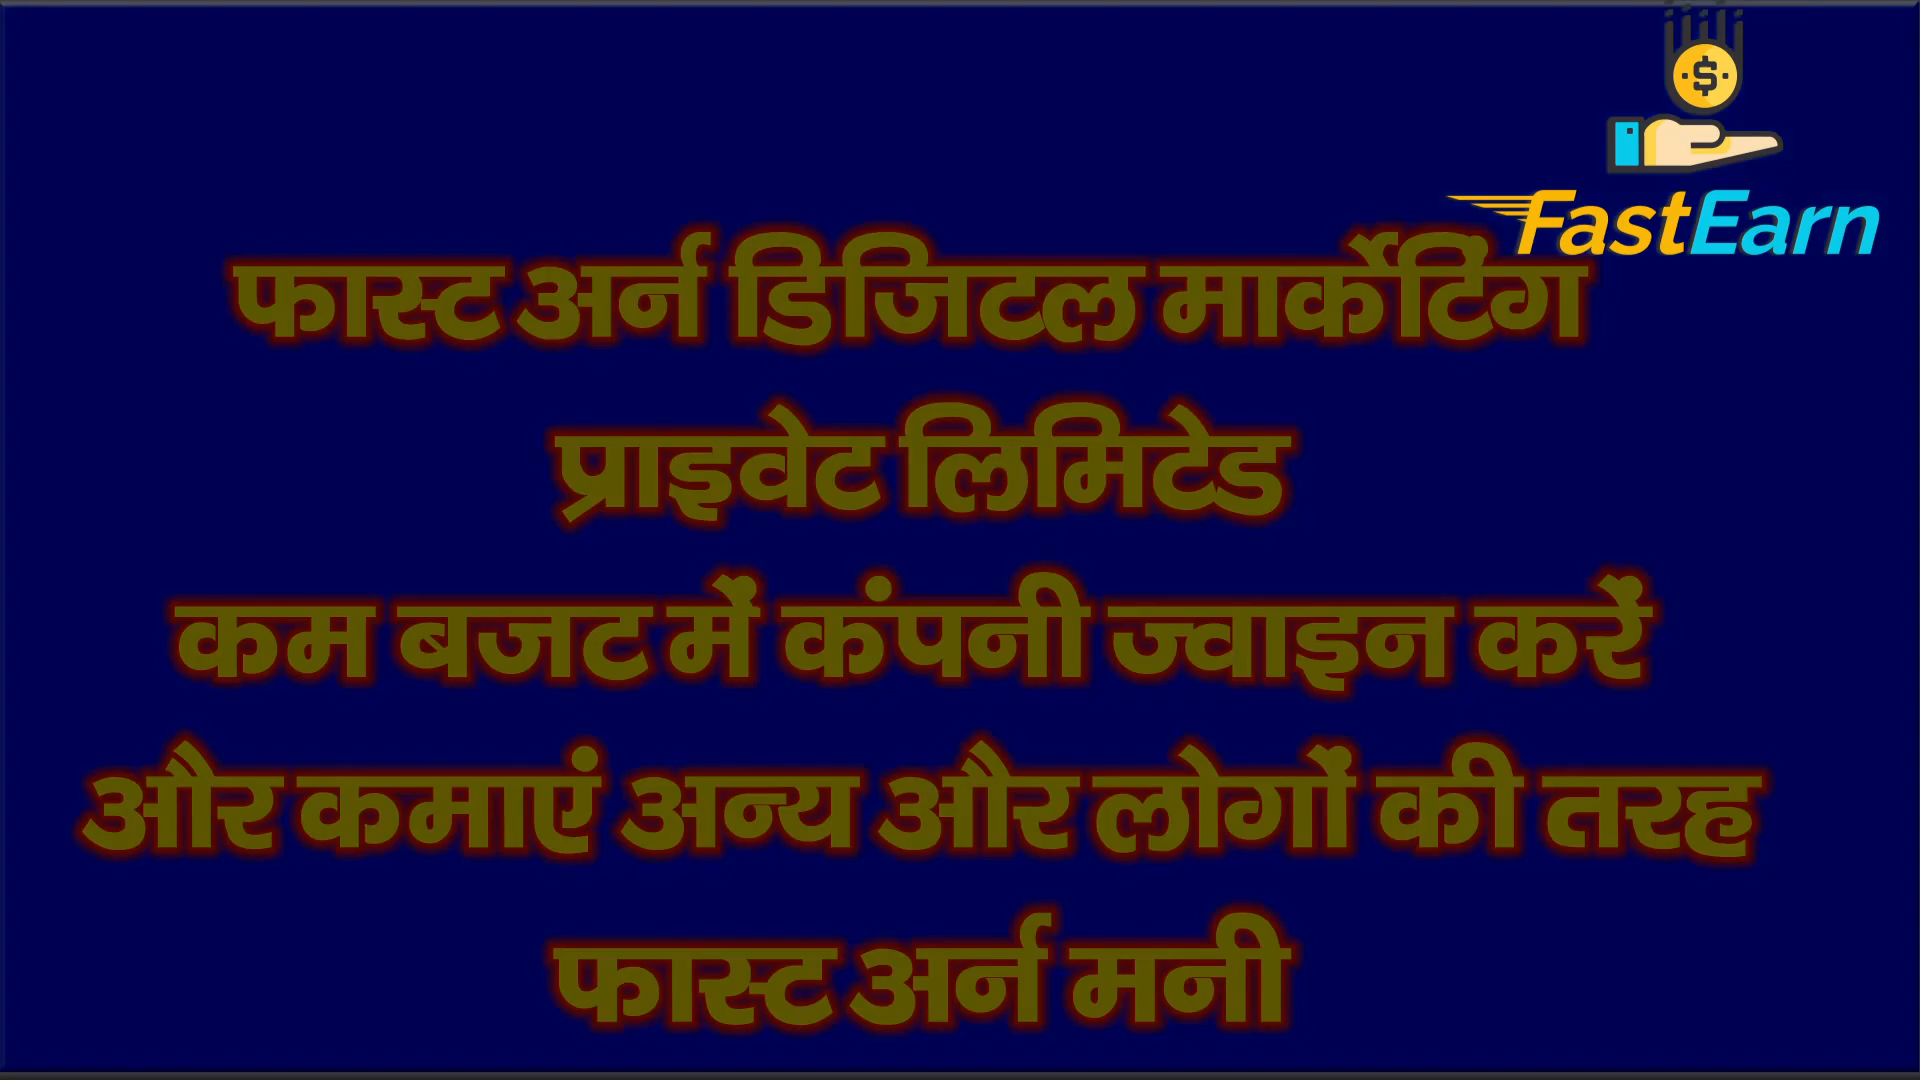 FastEarn
फास्ट अर्न डिजिटल मार्केटिंग
प्राइवेट लिमिटेड
कम बजट में कंपनी ज्वाइन करें
और कमाएं अन्य और लोगों की तरह
फास्ट अर्न मनी